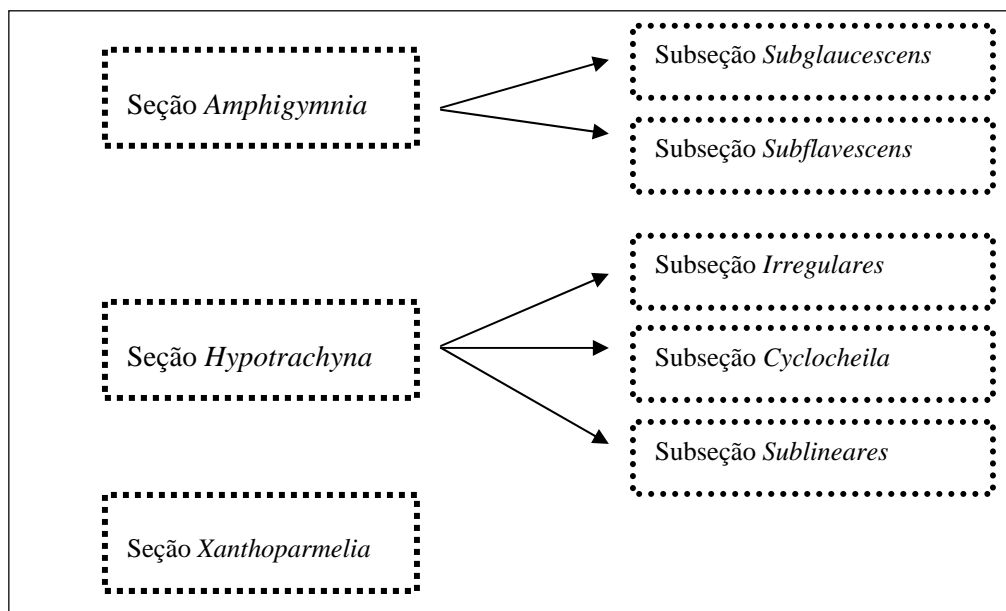 Seção Amphigymnia
Subseção Subglaucescens
Subseção Subflavescens
Seção Hypotrachyna
Subseção Irregulares
Subseção Cyclocheila
Subseção Sublineares
Seção Xanthoparmelia